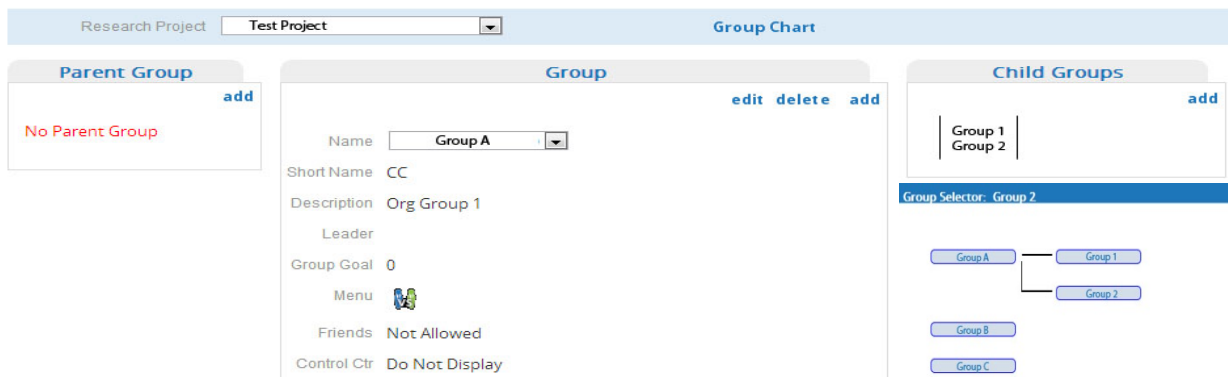 Research Project Test Project Group Chart
Parent Group
add
No Parent Group
Group
edit delete add
Name Group A
Short Name CC
Description Org Group 1
Leader
Group Goal 0
Menu
Friends Not Allowed
Control Ctr Do Not Display
Child Groups
add
Group 1
Group 2
Group Selector: Group 2
Group A Group 1
Group 2
Group B
Group C